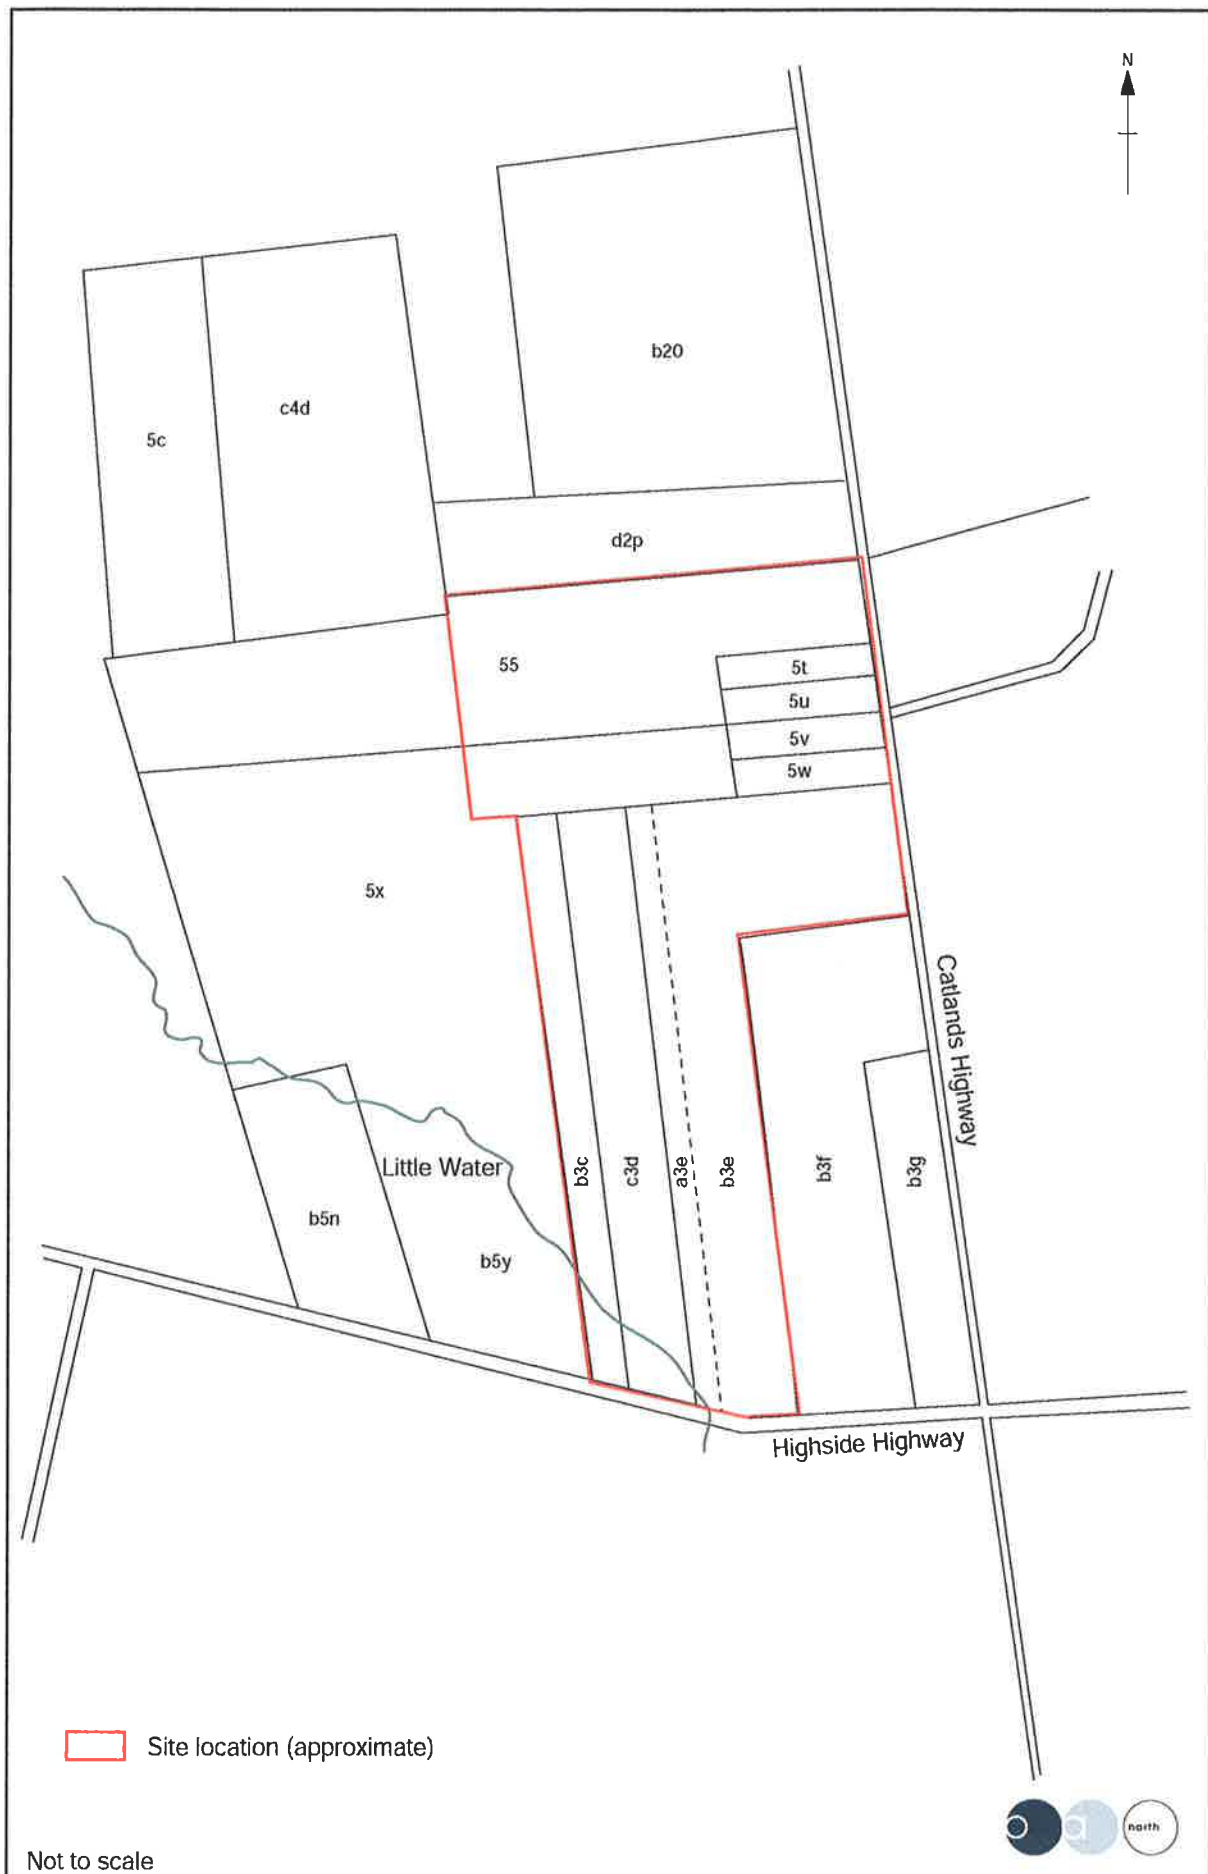 N
b20
c4d
5c
d2p
55
5t
5u
5v
5w
5x
Catlands Highway
b3c
c3d
a3e
b3e
b3f
b3g
Little Water
b5n
b5y
Highside Highway
Site location (approximate)
north
Not to scale